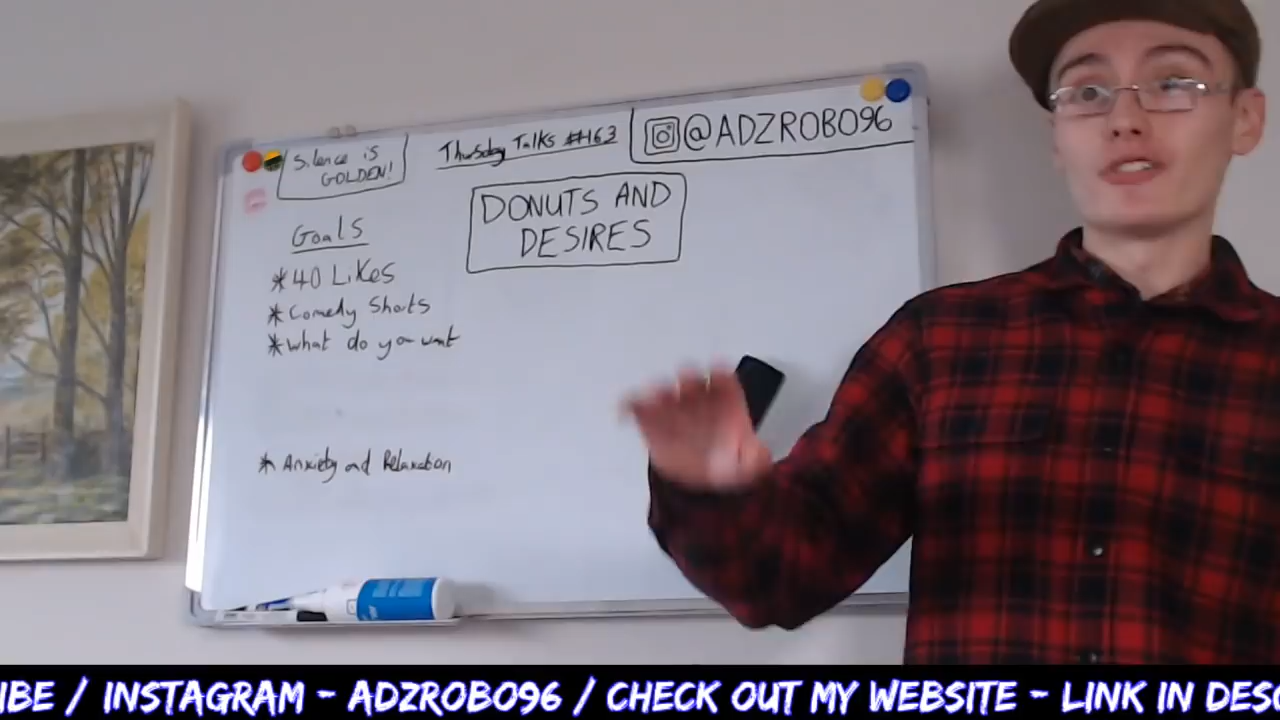 Silence is
GOLDEN!
Thursday Talks #163
@ADZROBO96
DONUTS AND
DESIRES
Goals
*40 Likes
*Comedy Shorts
*What do you want
* Anxiety and Relaxation
IBE / INSTAGRAM - ADZROBO96 / CHECK OUT MY WEBSITE - LINK IN DESC